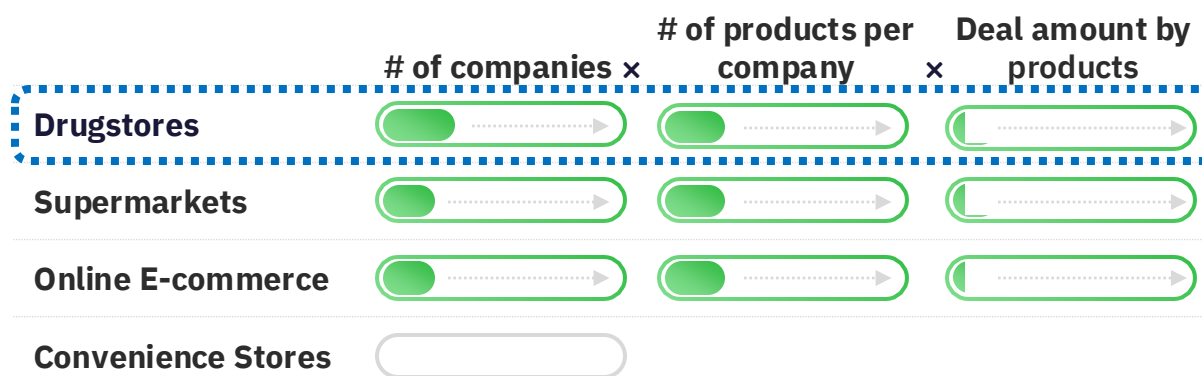 # of companies ×
# of products per
company
×
Deal amount by
products
Drugstores
Supermarkets
Online E-commerce
Convenience Stores